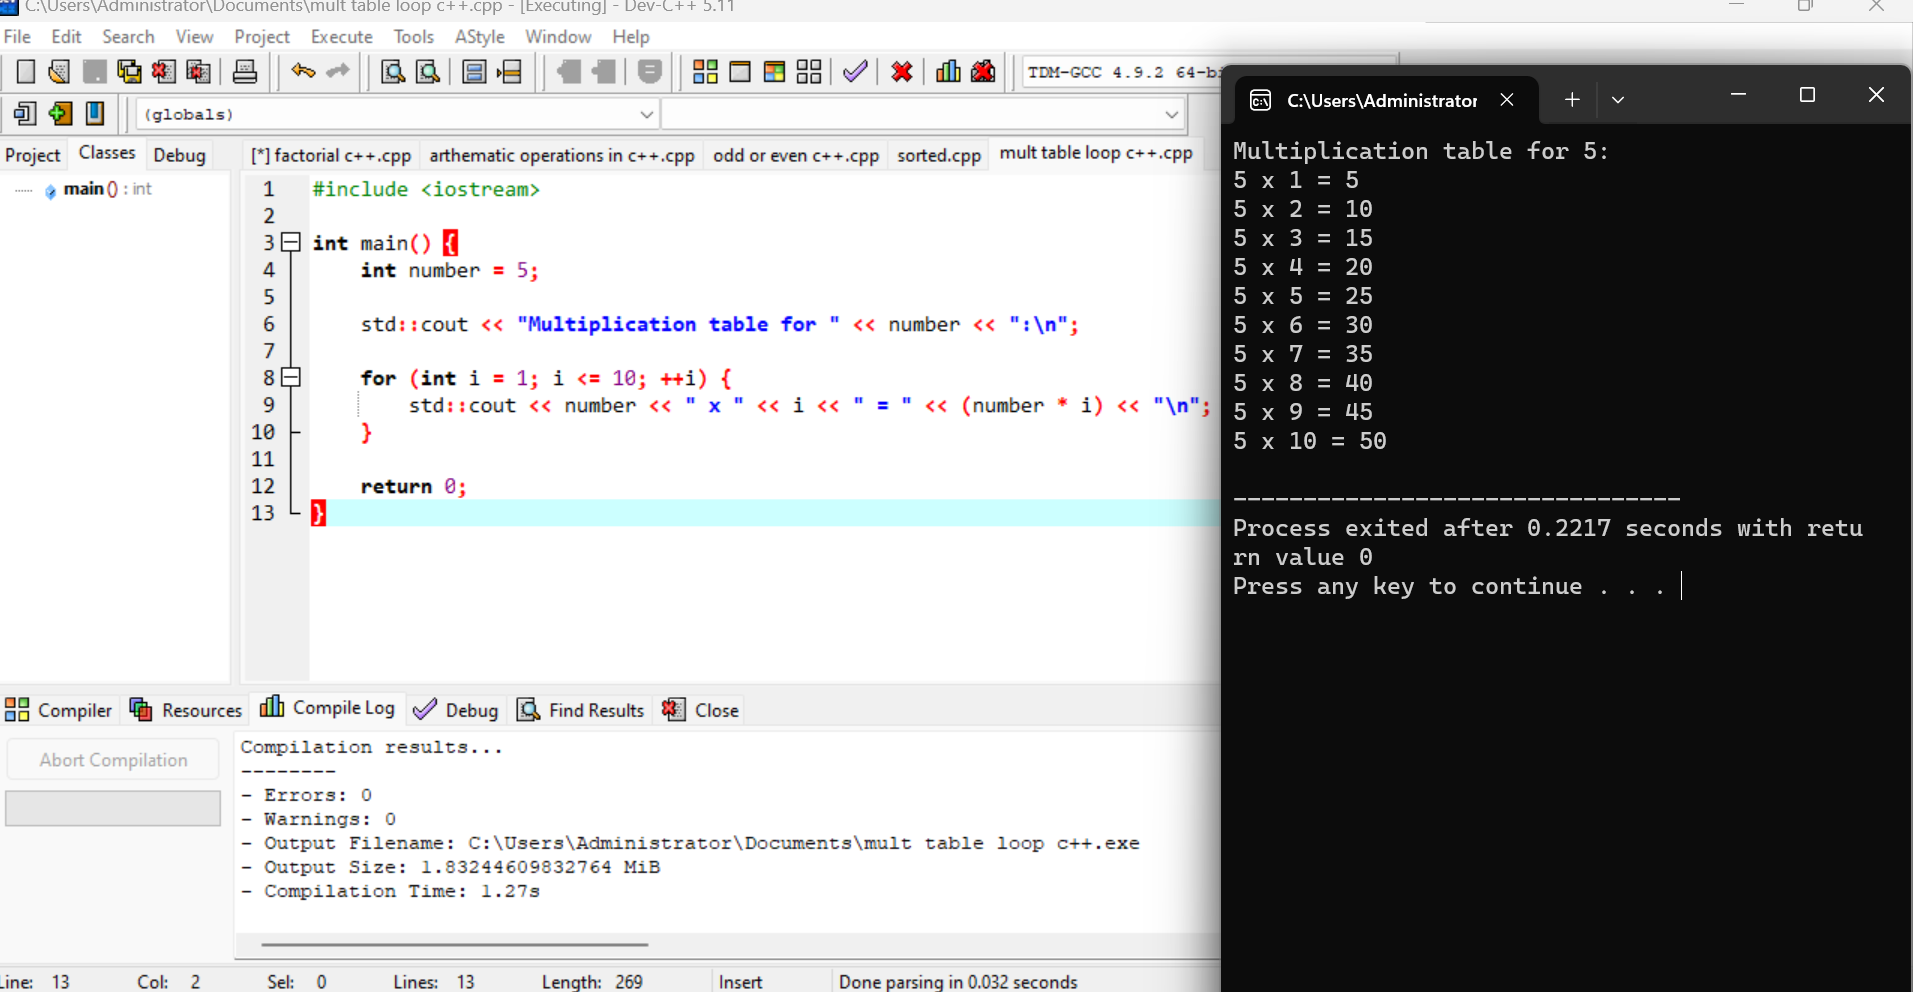 C:\Users\Administrator\Documents\mult table loop c++.cpp - [Executing] - Dev-C++ 5.11
File Edit Search View Project Execute Tools AStyle Window Help
TDM-GCC 4.9.2 64-bi
(globals)
Project Classes Debug
[*] factorial c++.cpp arthematic operations in c++.cpp odd or even c++.cpp sorted.cpp mult table loop c++.cpp
main () : int
1 #include <iostream>
2
3 int main() {
4     int number = 5;
5
6     std::cout << "Multiplication table for " << number << ":\n";
7
8     for (int i = 1; i <= 10; ++i) {
9         std::cout << number << " x " << i << " = " << (number * i) << "\n";
10     }
11
12     return 0;
13 }
C:\Users\Administrator
Multiplication table for 5:
5 x 1 = 5
5 x 2 = 10
5 x 3 = 15
5 x 4 = 20
5 x 5 = 25
5 x 6 = 30
5 x 7 = 35
5 x 8 = 40
5 x 9 = 45
5 x 10 = 50
--------------------------------
Process exited after 0.2217 seconds with retu
rn value 0
Press any key to continue . . .
Compiler Resources Compile Log Debug Find Results Close
Abort Compilation
Compilation results...
--------
- Errors: 0
- Warnings: 0
- Output Filename: C:\Users\Administrator\Documents\mult table loop c++.exe
- Output Size: 1.83244609832764 MiB
- Compilation Time: 1.27s
Line: 13 Col: 2 Sel: 0 Lines: 13 Length: 269 Insert Done parsing in 0.032 seconds